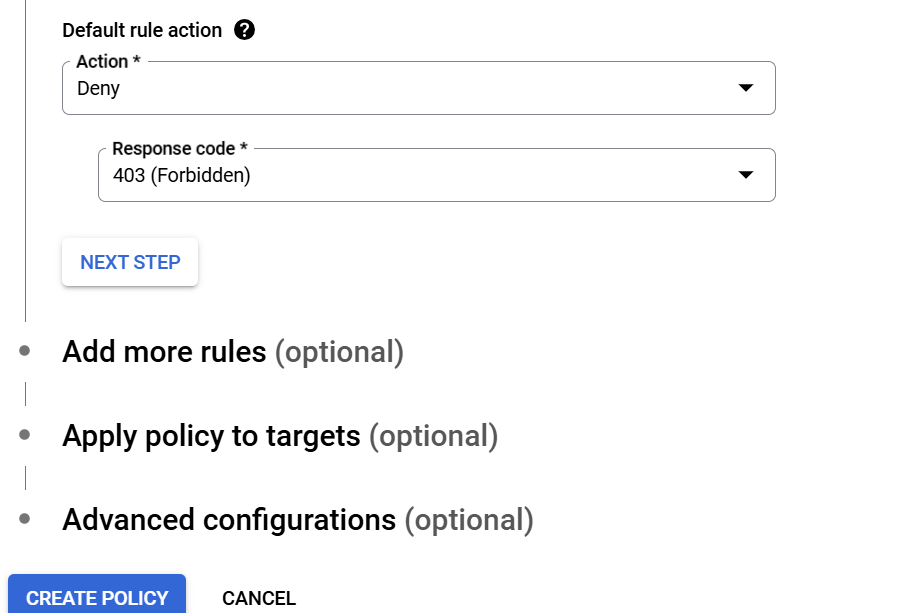 Default rule action
Action *
Deny
Response code *
403 (Forbidden)
NEXT STEP
Add more rules (optional)
Apply policy to targets (optional)
Advanced configurations (optional)
CREATE POLICY
CANCEL